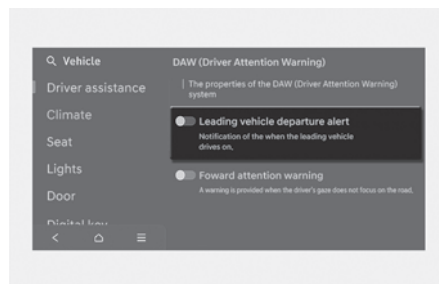 Vehicle
Driver assistance
Climate
Seat
Lights
Door
Digital key
DAW (Driver Attention Warning)
The properties of the DAW (Driver Attention Warning)
system
Leading vehicle departure alert
Notification of the when the leading vehicle
drives on,
Foward attention warning
A warning is provided when the driver's gaze does not focus on the road,